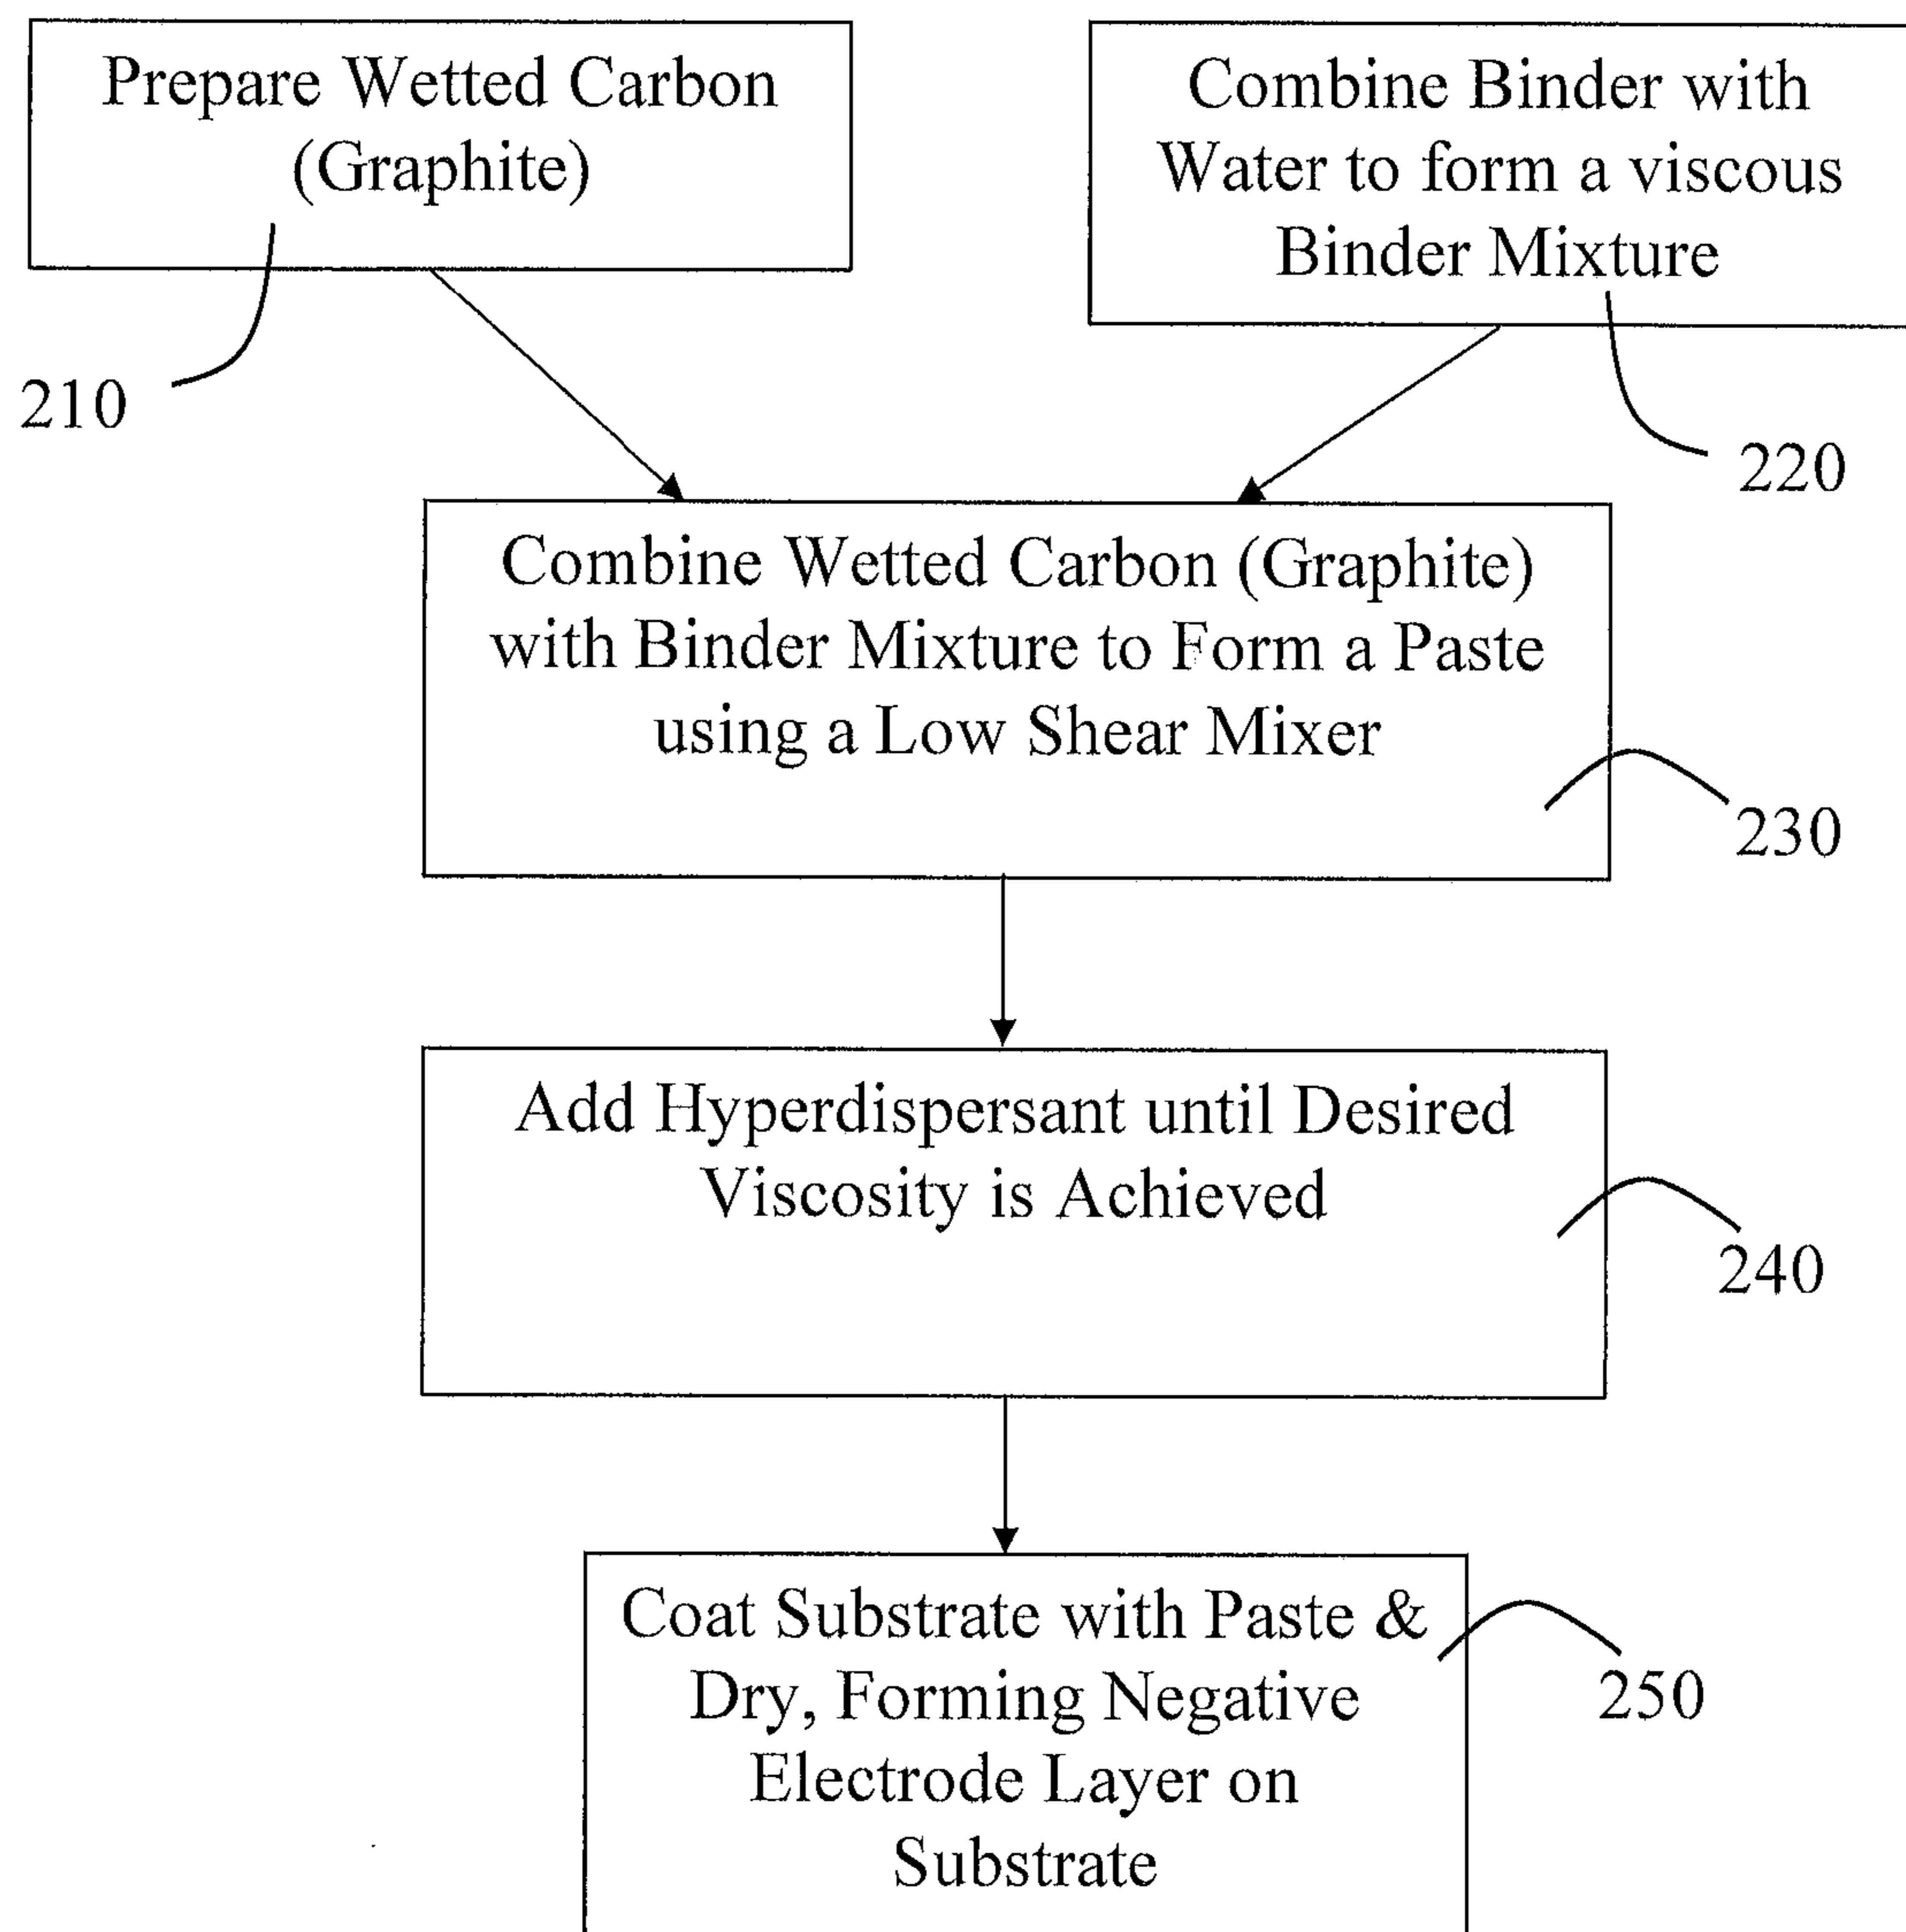 Prepare Wetted Carbon
(Graphite)
210
Combine Binder with
Water to form a viscous
Binder Mixture
220
Combine Wetted Carbon (Graphite)
with Binder Mixture to Form a Paste
using a Low Shear Mixer
230
Add Hyperdispersant until Desired
Viscosity is Achieved
240
Coat Substrate with Paste &
Dry, Forming Negative
Electrode Layer on
Substrate
250